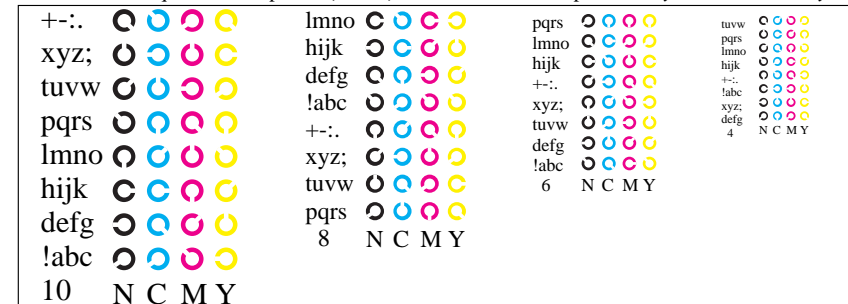 +-:.
xyz;
tuvw
pqrs
lmno
hijk
defg
!abc
10 N C M Y
lmno
hijk
defg
!abc
+-:.
xyz;
tuvw
pqrs
8 N C M Y
pqrs
lmno
hijk
+-:.
xyz;
tuvw
defg
!abc
6 N C M Y
tuvw
pqrs
lmno
hijk
+-:.
!abc
xyz;
defg
4 N C M Y